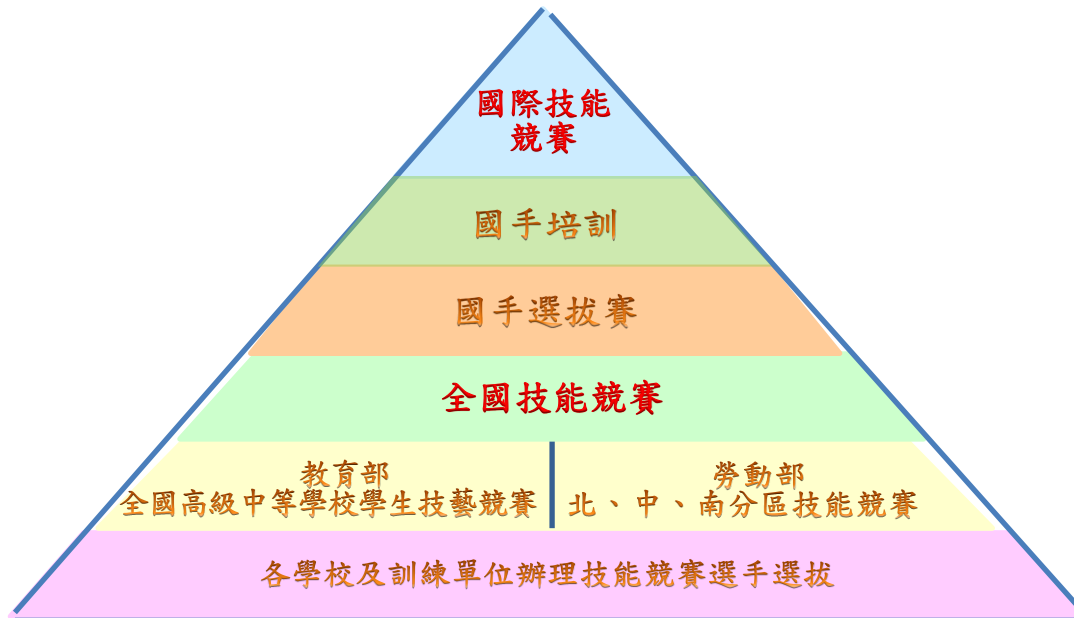 國際技能
競賽
國手培訓
國手選拔賽
全國技能競賽
教育部
全國高級中等學校學生技藝競賽
勞動部
北、中、南分區技能競賽
各學校及訓練單位辦理技能競賽選手選拔